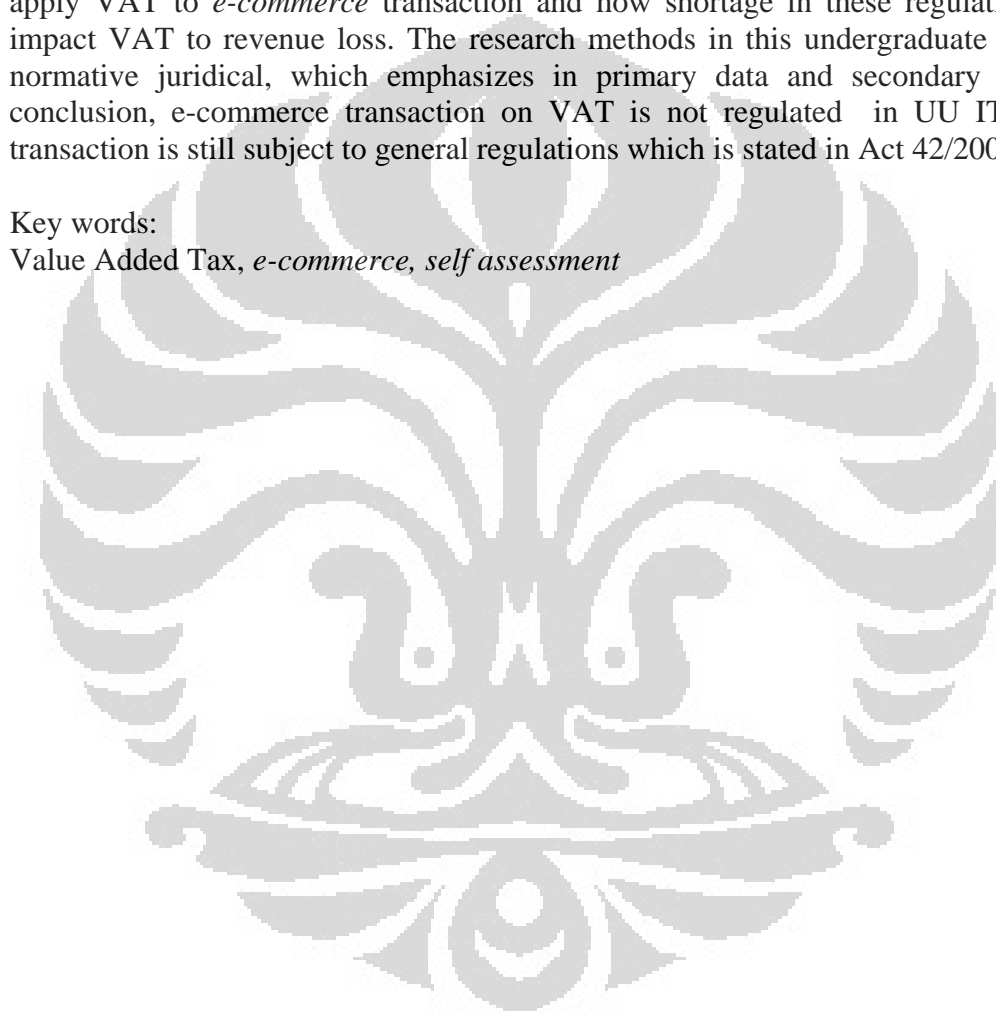 apply VAT to e-commerce transaction and how shortage in these regulati
impact VAT to revenue loss. The research methods in this undergraduate
normative juridical, which emphasizes in primary data and secondary
conclusion, e-commerce transaction on VAT is not regulated in UU IT
transaction is still subject to general regulations which is stated in Act 42/200
Key words:
Value Added Tax, e-commerce, self assessment